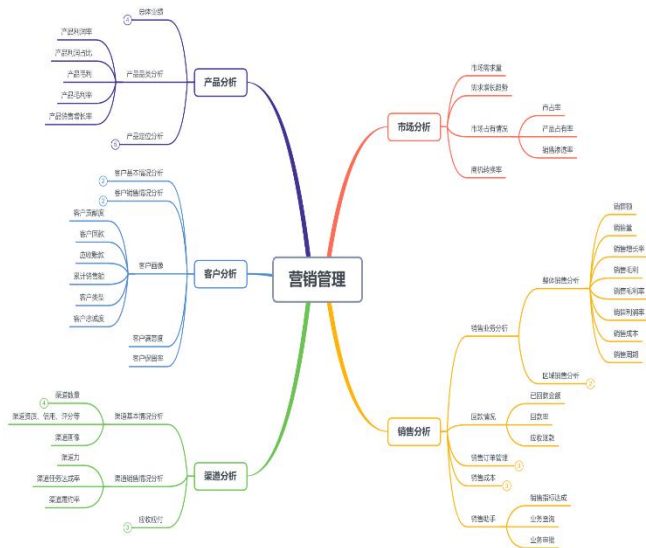 营销管理
产品分析
总体业绩
产品品类分析
产品利润率
产品利润占比
产品毛利
产品毛利率
产品销售增长率
产品定位分析
客户分析
客户基本情况分析
客户销售情况分析
客户画像
客户贡献度
客户回款
应收账款
累计销售额
客户类型
客户忠诚度
客户满意度
客户保留率
渠道分析
渠道基本情况分析
渠道数量
渠道资质、信用、评分等
渠道画像
渠道销售情况分析
渠道力
渠道任务达成率
渠道履约率
应收应付
市场分析
市场需求量
需求增长趋势
市场占有情况
市占率
产品占有率
销售渗透率
商机转换率
销售分析
销售业务分析
整体销售分析
销售额
销售量
销售增长率
销售毛利
销售毛利率
销售利润率
销售成本
销售周期
区域销售分析
回款情况
已回款金额
回款率
应收账款
销售订单管理
销售成本
销售助手
销售指标达成
业务查询
业务审批